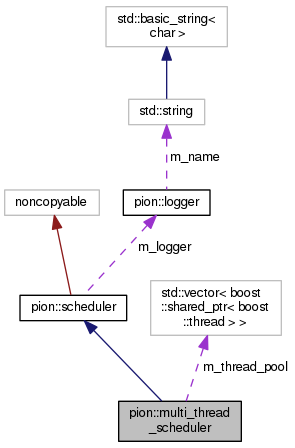 std::basic_string<
char >
std::string
m_name
noncopyable
pion::logger
m_logger
std::vector< boost
::shared_ptr< boost
::thread > >
pion::scheduler
m_thread_pool
pion::multi_thread
_scheduler